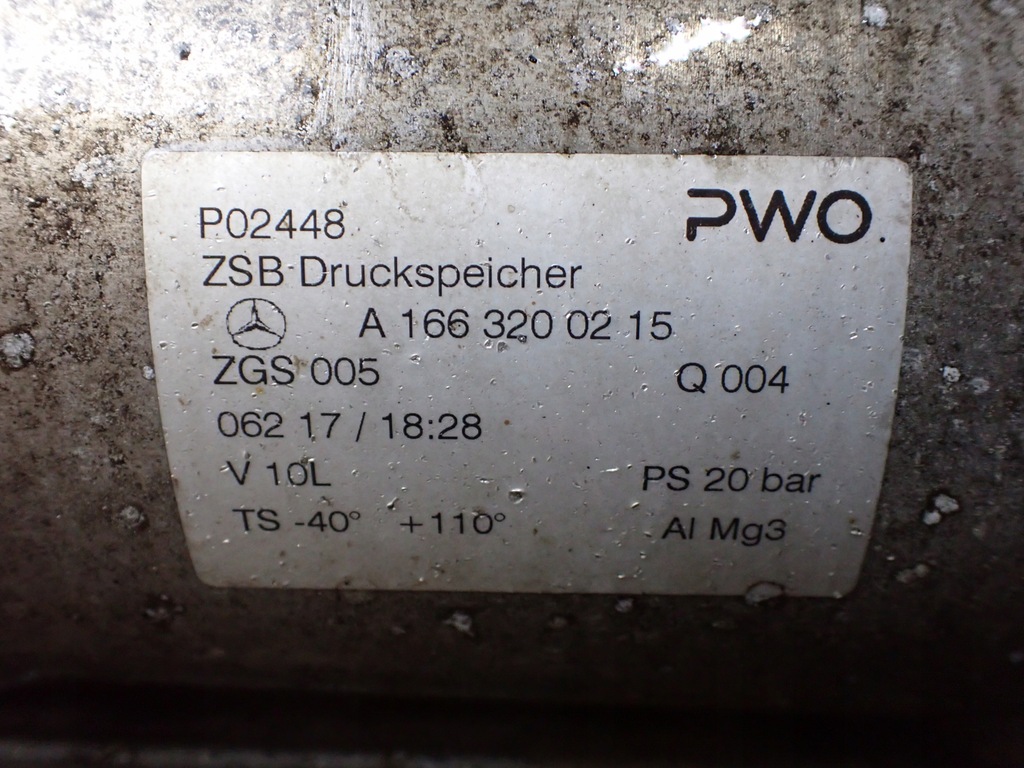 P02448 PWO.
ZSB Druckspeicher
A 166 320 02 15
ZGS 005 Q 004
062 17 / 18:28
V 10L PS 20 bar
TS -40° +110° Al Mg3